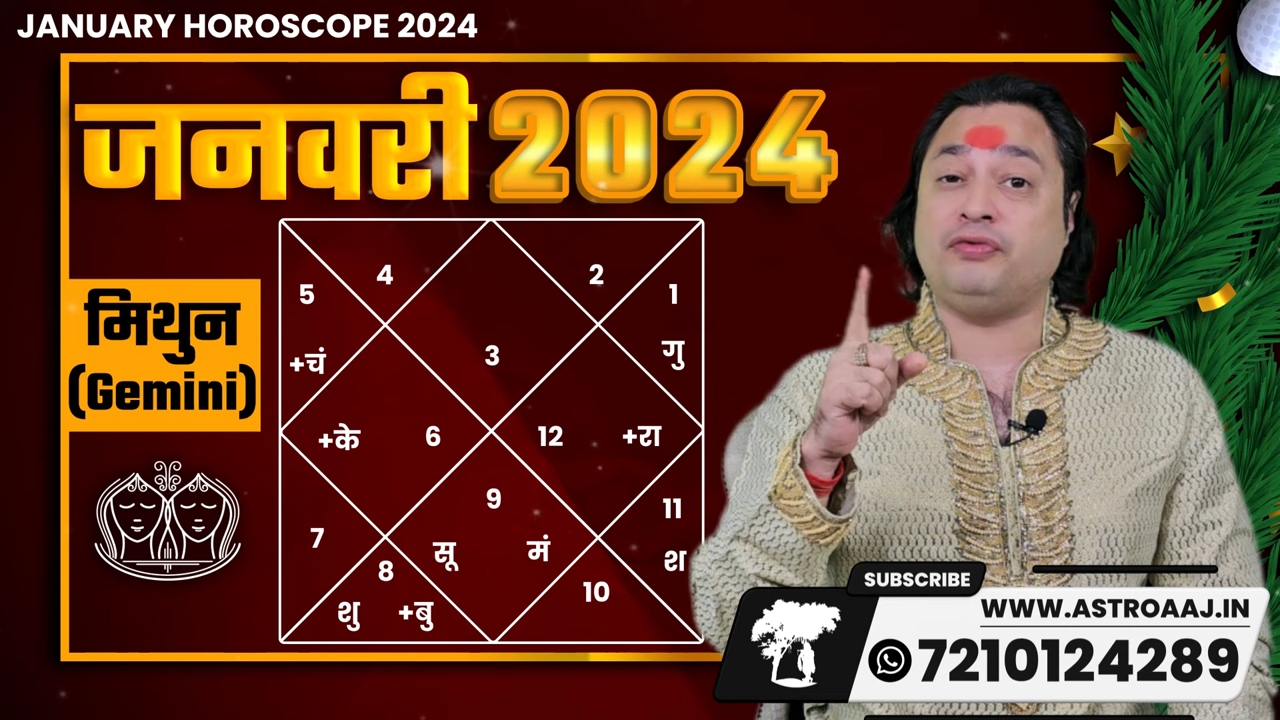 JANUARY HOROSCOPE 2024
जनवरी 2024
मिथुन
(Gemini)
4
2
5
1
+चं
3
गु
+के
6
12
+रा
9
11
7
सू
मं
श
8
10
शु
+बु
SUBSCRIBE
WWW.ASTROAAJ.IN
7210124289